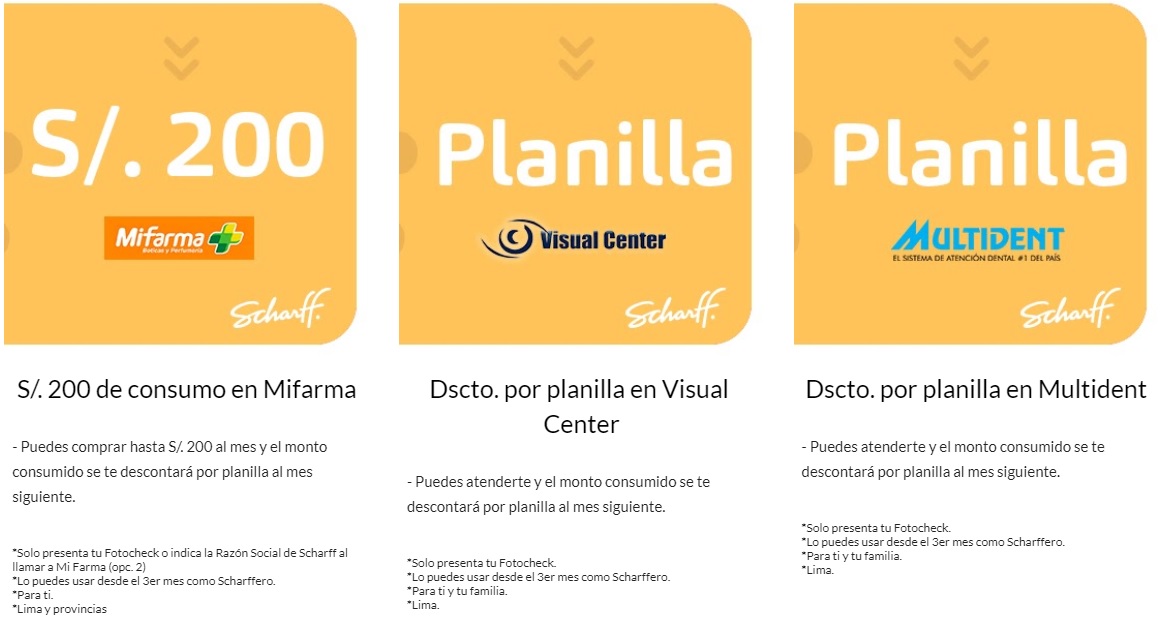 S/. 200
Mifarma
Boticas y Perfumería
Scharff.
S/. 200 de consumo en Mifarma
- Puedes comprar hasta S/. 200 al mes y el monto
consumido se te descontará por planilla al mes
siguiente.
*Solo presenta tu Fotocheck o indica la Razón Social de Scharff al
llamar a Mi Farma (opc. 2)
*Lo puedes usar desde el 3er mes como Scharffero.
*Para ti.
*Lima y provincias
Planilla
Visual Center
Scharff.
Dscto. por planilla en Visual
Center
- Puedes atenderte y el monto consumido se te
descontará por planilla al mes siguiente.
*Solo presenta tu Fotocheck.
*Lo puedes usar desde el 3er mes como Scharffero.
*Para ti y tu familia.
*Lima.
Planilla
MULTIDENT
EL SISTEMA DE ATENCIÓN DENTAL #1 DEL PAÍS
Scharff.
Dscto. por planilla en Multident
- Puedes atenderte y el monto consumido se te
descontará por planilla al mes siguiente.
*Solo presenta tu Fotocheck.
*Lo puedes usar desde el 3er mes como Scharffero.
*Para ti y tu familia.
*Lima.